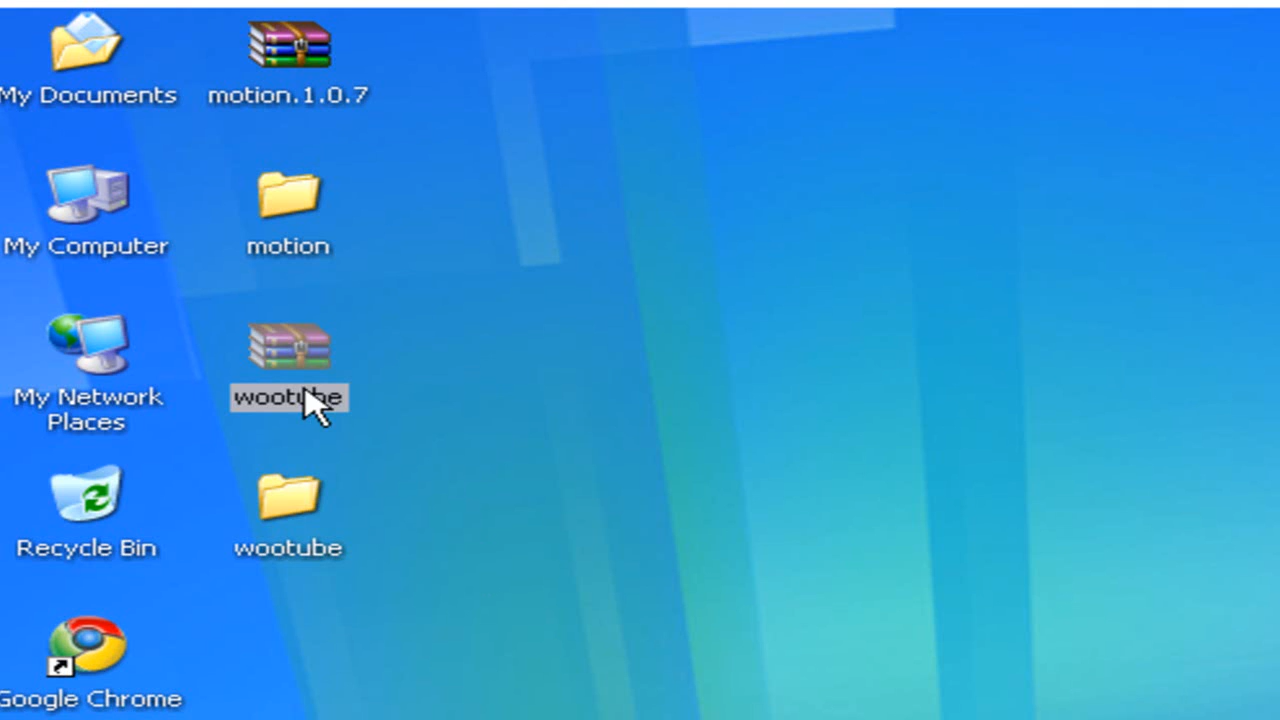 My Documents
motion.1.0.7
My Computer
motion
My Network
Places
wootube
Recycle Bin
wootube
Google Chrome